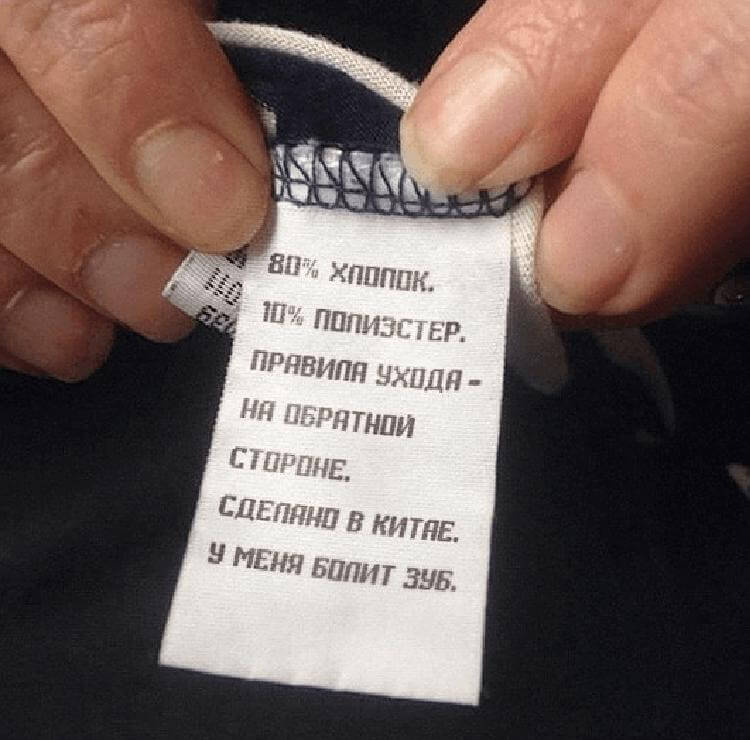 80% ХЛОПОК.
10% ПОЛИЭСТЕР.
ПРАВИЛА УХОДА -
НА ОБРАТНОЙ
СТОРОНЕ.
СДЕЛАНО В КИТАЕ.
У МЕНЯ БОЛИТ ЗУБ.